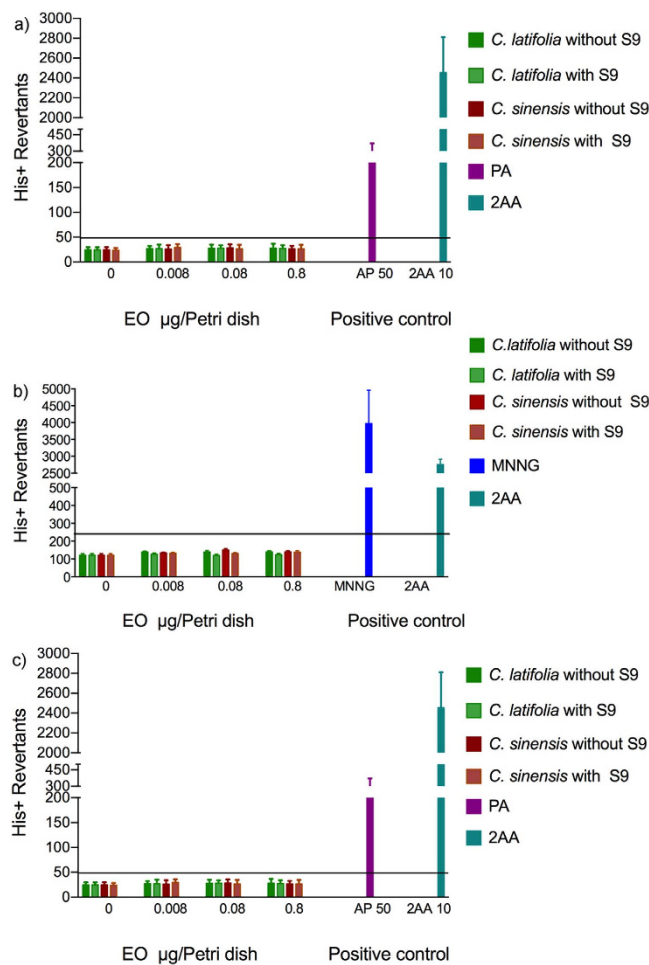 a)
His+ Revertants
3000
2800
2600
2400
2200
2000
450
300
200
150
100
50
0
0 0.008 0.08 0.8 AP 50 2AA 10
EO µg/Petri dish Positive control
C. latifolia without S9
C. latifolia with S9
C. sinensis without S9
C. sinensis with S9
PA
2AA
b)
His+ Revertants
5000
4500
4000
3500
3000
2500
500
400
300
200
100
0
0 0.008 0.08 0.8 MNNG 2AA
EO µg/Petri dish Positive control
C.latifolia without S9
C. latifolia with S9
C. sinensis without S9
C. sinensis with S9
MNNG
2AA
c)
His+ Revertants
3000
2800
2600
2400
2200
2000
450
300
200
150
100
50
0
0 0.008 0.08 0.8 AP 50 2AA 10
EO µg/Petri dish Positive control
C. latifolia without S9
C. latifolia with S9
C. sinensis without S9
C. sinensis with S9
PA
2AA